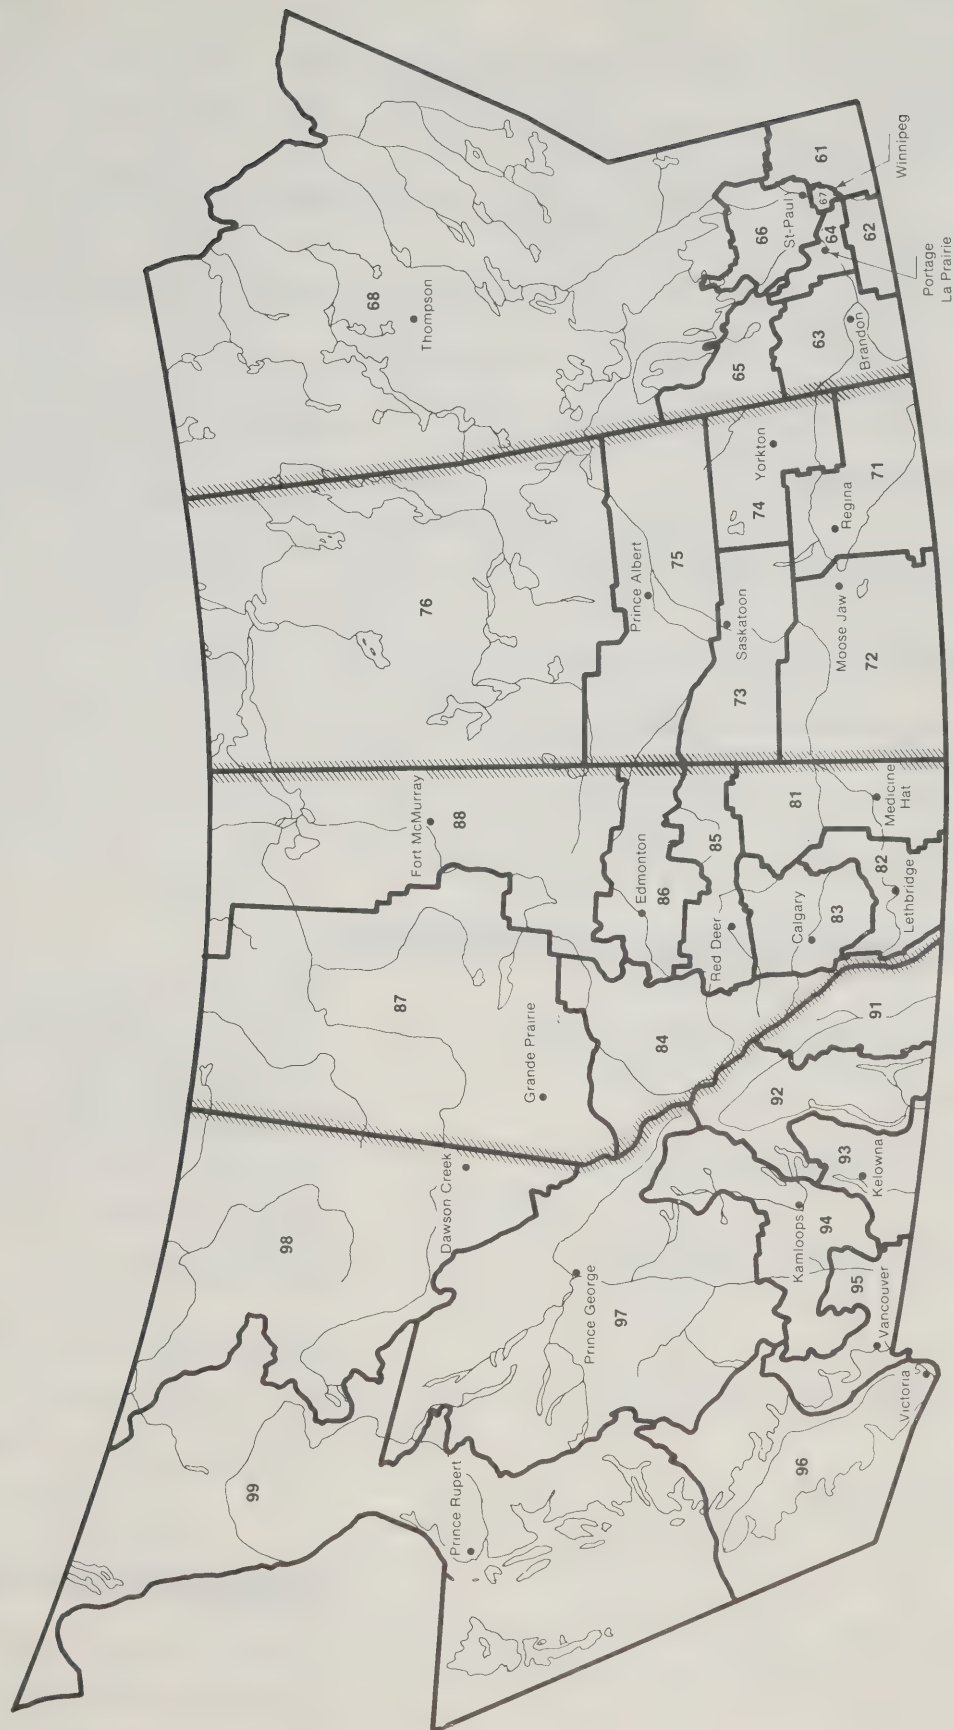 99
98
Dawson Creek
Prince Rupert
Prince George
97
96
Victoria
Vancouver
95
94
Kamloops
Kelowna
93
92
91
87
Grande Prairie
84
Fort McMurray
88
Edmonton
86
Red Deer
85
Calgary
83
82
Lethbridge
81
Medicine
Hat
76
Prince Albert
75
Saskatoon
73
74
Yorkton
Regina
71
Moose Jaw
72
68
Thompson
65
66
St-Paul
63
Brandon
64
67
61
62
Portage
La Prairie
Winnipeg